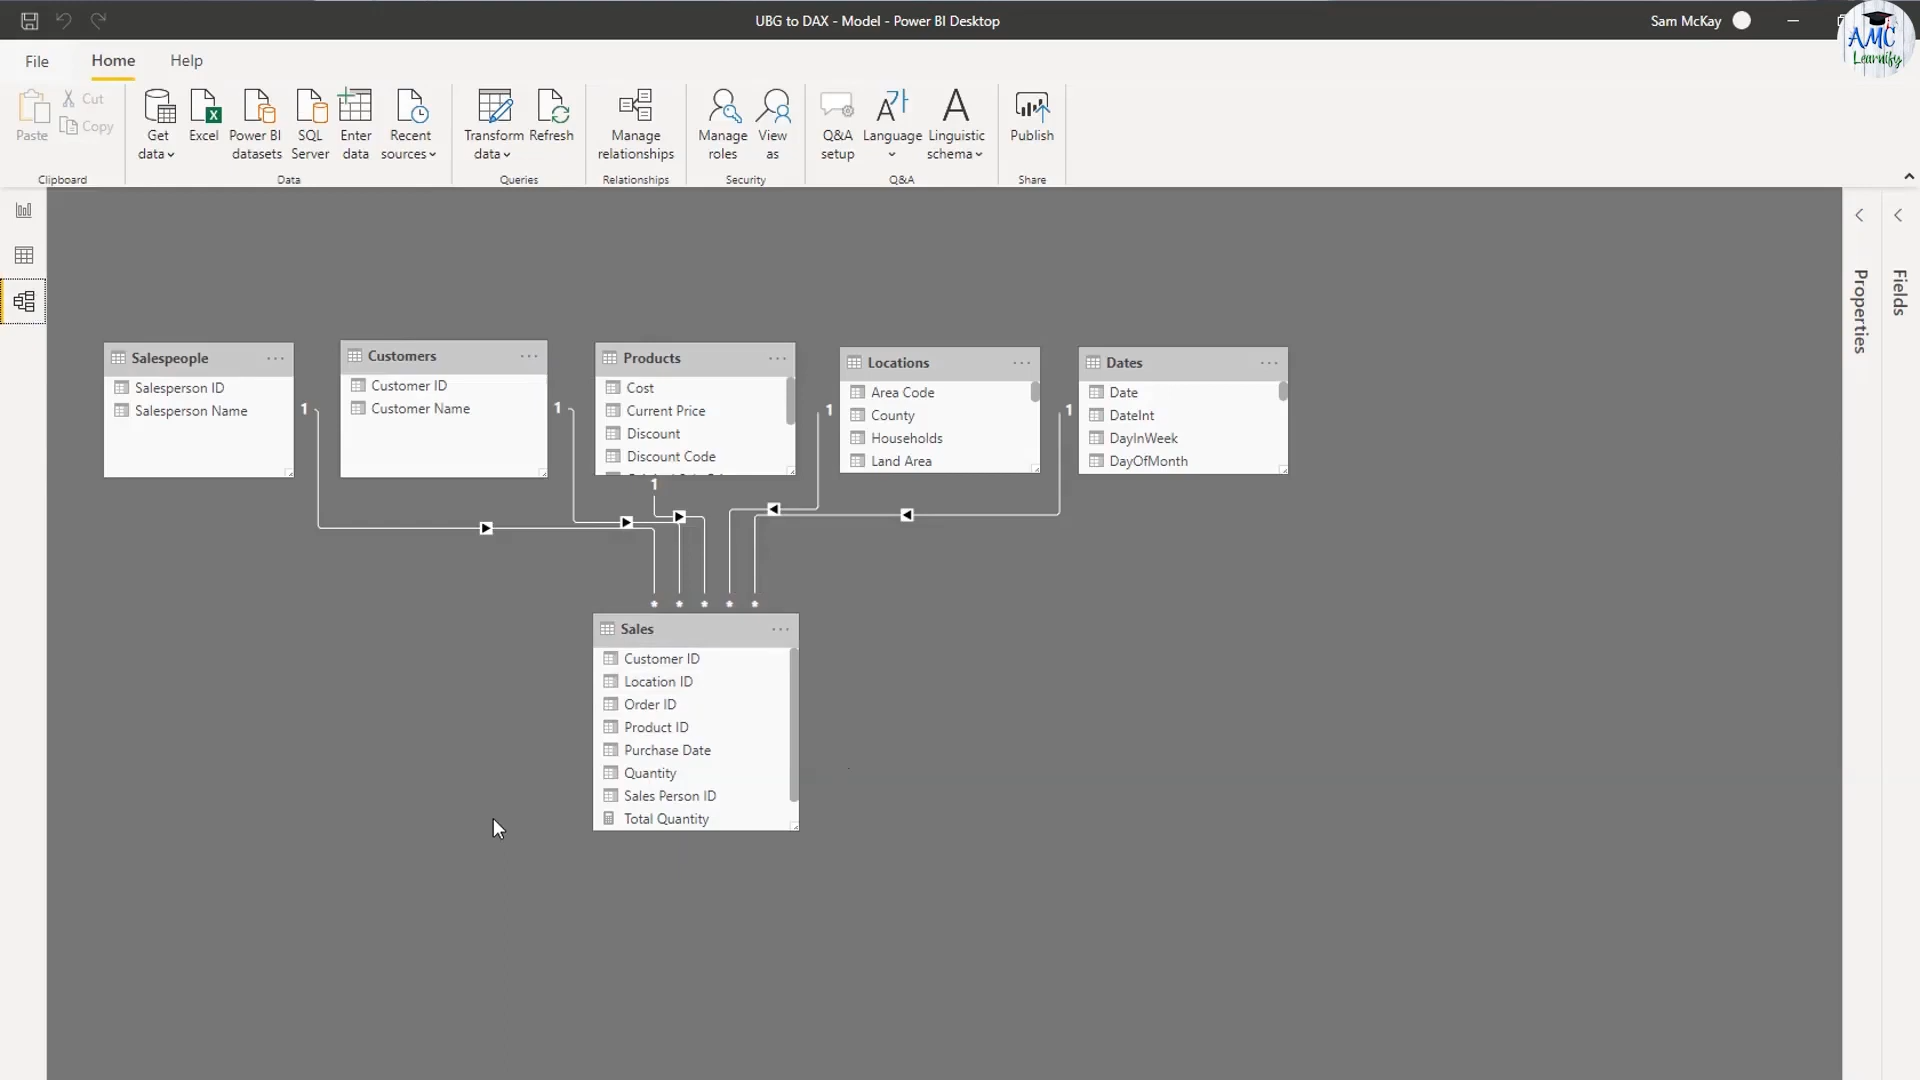 UBG to DAX - Model - Power BI Desktop
Sam McKay
AMC
Learnify
File
Home
Help
Paste
Cut
Copy
Get data
Excel
Power BI datasets
SQL Server
Enter data
Recent sources
Transform data
Refresh
Manage relationships
Manage roles
View as
Q&A setup
Language
Linguistic schema
Publish
Clipboard
Data
Queries
Relationships
Security
Q&A
Share
Properties
Fields
Salespeople
Salesperson ID
Salesperson Name
1
Customers
Customer ID
Customer Name
1
Products
Cost
Current Price
Discount
Discount Code
1
Locations
Area Code
County
Households
Land Area
1
Dates
Date
DateInt
DayInWeek
DayOfMonth
1
* * * * *
Sales
Customer ID
Location ID
Order ID
Product ID
Purchase Date
Quantity
Sales Person ID
Total Quantity